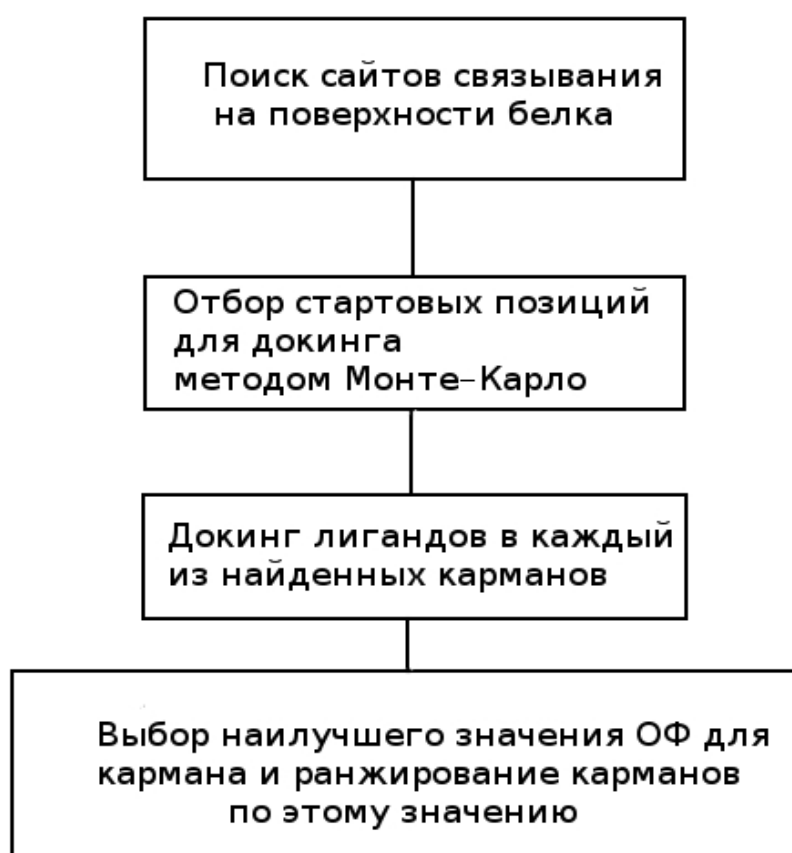 Поиск сайтов связывания
на поверхности белка
Отбор стартовых позиций
для докинга
методом Монте-Карло
Докинг лигандов в каждый
из найденных карманов
Выбор наилучшего значения ОФ для
кармана и ранжирование карманов
по этому значению